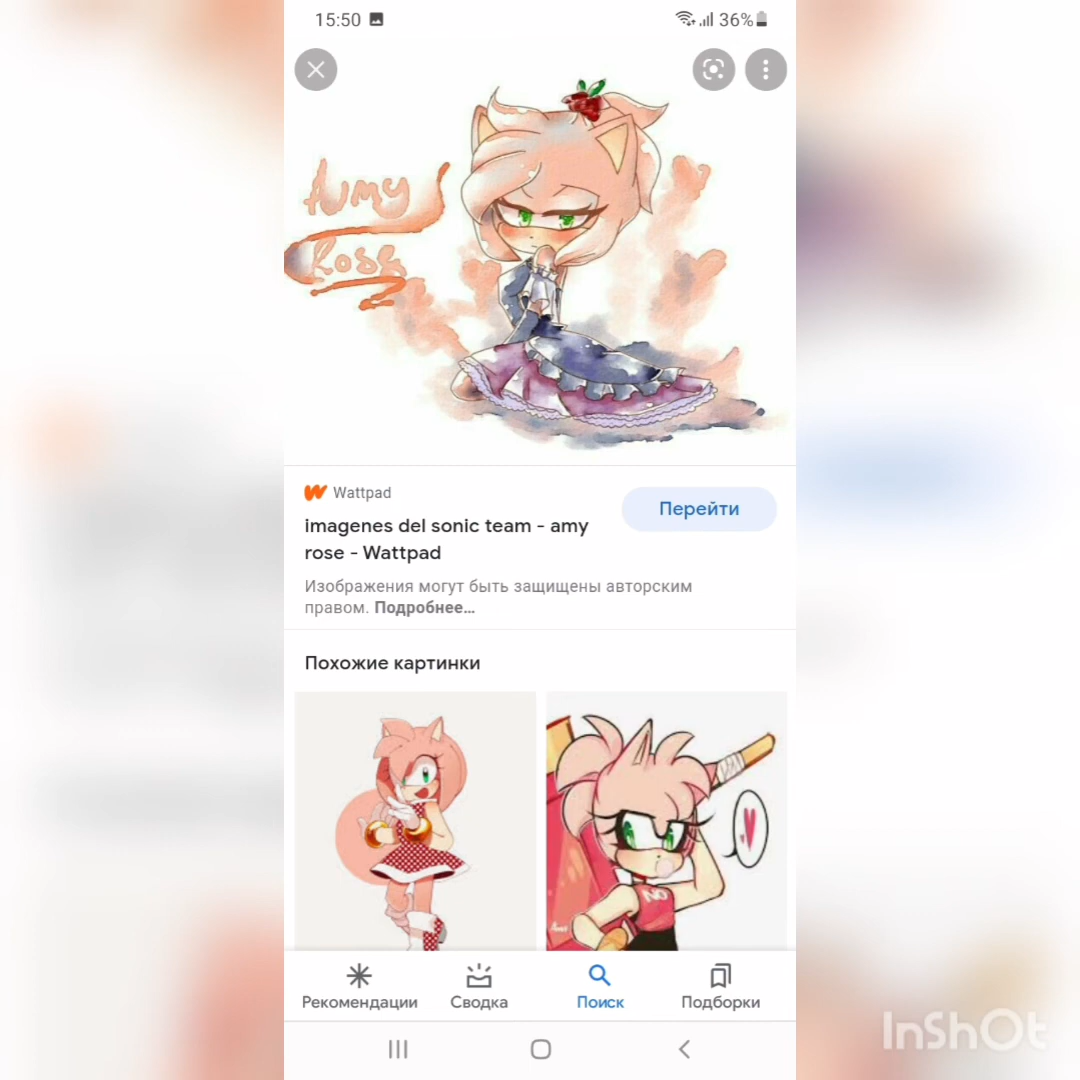 15:50
36%
Amy
Rose
Wattpad
Перейти
imagenes del sonic team - amy
rose - Wattpad
Изображения могут быть защищены авторским
правом. Подробнее...
Похожие картинки
NO
Рекомендации
Сводка
Поиск
Подборки
InShOt